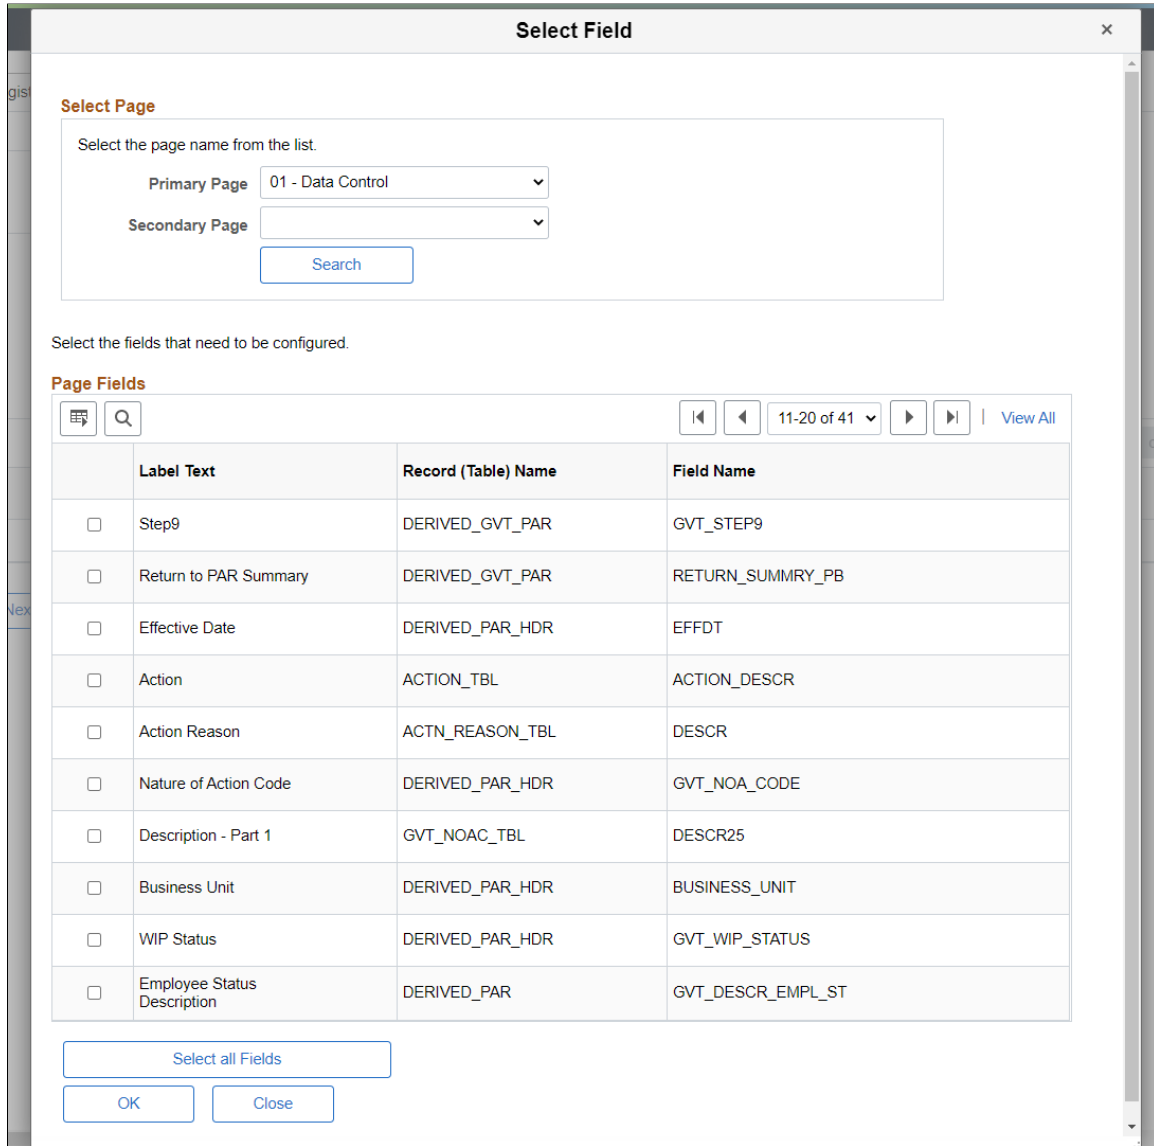 Select Field
×
gist
Select Page
Select the page name from the list.
Primary Page 01 - Data Control
Secondary Page
Search
Select the fields that need to be configured.
Page Fields
11-20 of 41 | View All
Label Text Record (Table) Name Field Name
Step9 DERIVED_GVT_PAR GVT_STEP9
Return to PAR Summary DERIVED_GVT_PAR RETURN_SUMMRY_PB
Effective Date DERIVED_PAR_HDR EFFDT
Nex
Action ACTION_TBL ACTION_DESCR
Action Reason ACTN_REASON_TBL DESCR
Nature of Action Code DERIVED_PAR_HDR GVT_NOA_CODE
Description - Part 1 GVT_NOAC_TBL DESCR25
Business Unit DERIVED_PAR_HDR BUSINESS_UNIT
WIP Status DERIVED_PAR_HDR GVT_WIP_STATUS
Employee Status
Description DERIVED_PAR GVT_DESCR_EMPL_ST
Select all Fields
OK Close